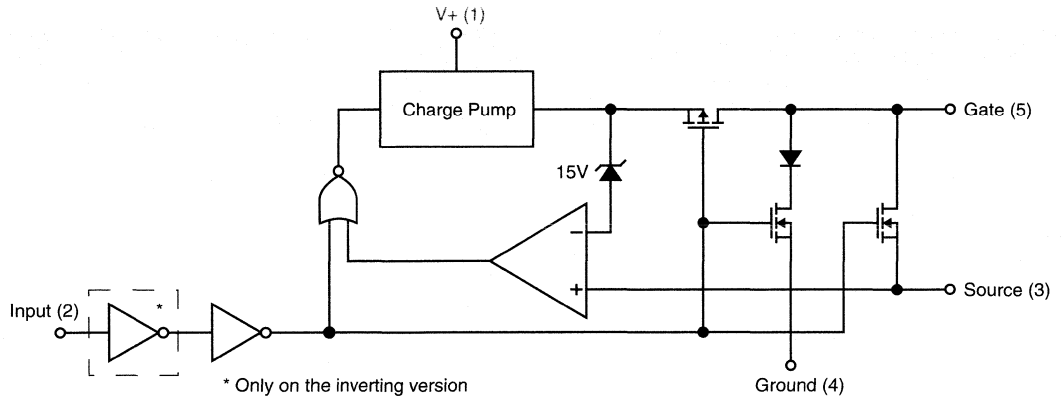 V+ (1)
Charge Pump
Gate (5)
15V
−
+
Source (3)
Input (2)
*
Ground (4)
* Only on the inverting version